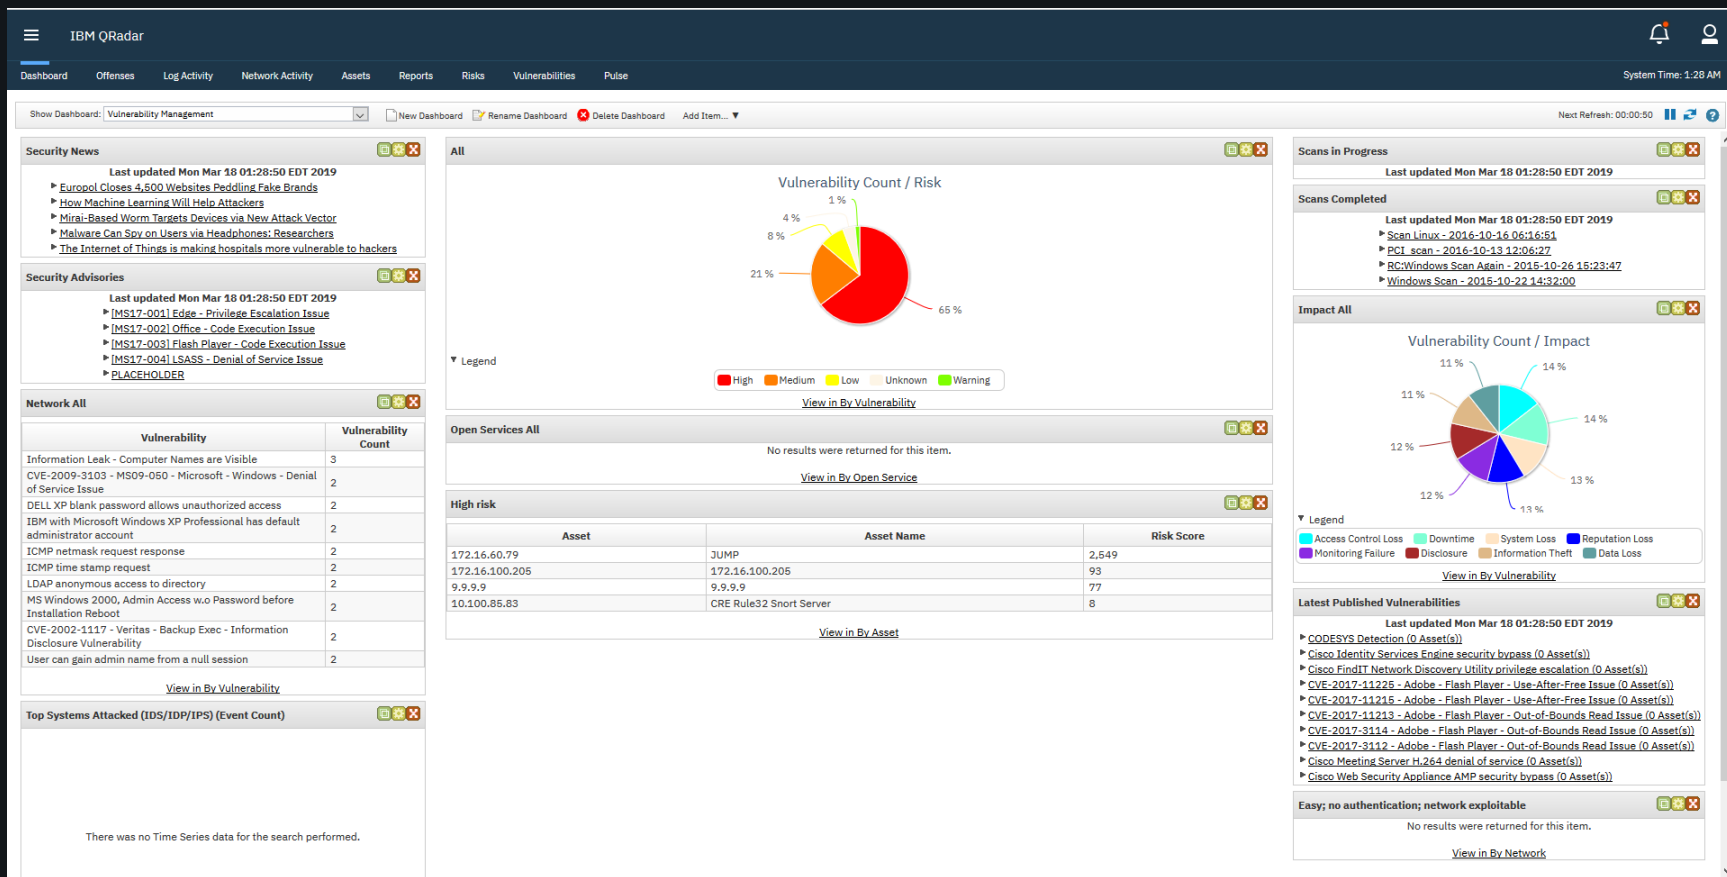 IBM QRadar
Dashboard Offenses Log Activity Network Activity Assets Reports Risks Vulnerabilities Pulse System Time: 1:28 AM
Show Dashboard: Vulnerability Management New Dashboard Rename Dashboard Delete Dashboard Add Item... ▼ Next Refresh: 00:00:50
Security News
Last updated Mon Mar 18 01:28:50 EDT 2019
Europol Closes 4,500 Websites Peddling Fake Brands
How Machine Learning Will Help Attackers
Mirai-Based Worm Targets Devices via New Attack Vector
Malware Can Spy on Users via Headphones: Researchers
The Internet of Things is making hospitals more vulnerable to hackers
Security Advisories
Last updated Mon Mar 18 01:28:50 EDT 2019
[MS17-001] Edge - Privilege Escalation Issue
[MS17-002] Office - Code Execution Issue
[MS17-003] Flash Player - Code Execution Issue
[MS17-004] LSASS - Denial of Service Issue
PLACEHOLDER
Network All
Vulnerability Vulnerability
Count
Information Leak - Computer Names are Visible 3
CVE-2009-3103 - MS09-050 - Microsoft - Windows - Denial
of Service Issue 2
DELL XP blank password allows unauthorized access 2
IBM with Microsoft Windows XP Professional has default
administrator account 2
ICMP netmask request response 2
ICMP time stamp request 2
LDAP anonymous access to directory 2
MS Windows 2000, Admin Access w.o Password before
Installation Reboot 2
CVE-2002-1117 - Veritas - Backup Exec - Information
Disclosure Vulnerability 2
User can gain admin name from a null session 2
View in By Vulnerability
Top Systems Attacked (IDS/IDP/IPS) (Event Count)
There was no Time Series data for the search performed.
All
Vulnerability Count / Risk
1 %
4 %
8 %
21 %
65 %
Legend
High Medium Low Unknown Warning
View in By Vulnerability
Open Services All
No results were returned for this item.
View in By Open Service
High risk
Asset Asset Name Risk Score
172.16.60.79 JUMP 2,549
172.16.100.205 172.16.100.205 93
9.9.9.9 9.9.9.9 77
10.100.85.83 CRE Rule32 Snort Server 8
View in By Asset
Scans in Progress
Last updated Mon Mar 18 01:28:50 EDT 2019
Scans Completed
Last updated Mon Mar 18 01:28:50 EDT 2019
Scan Linux - 2016-10-16 06:16:51
PCI_scan - 2016-10-13 12:06:27
RC:Windows Scan Again - 2015-10-26 15:23:47
Windows Scan - 2015-10-22 14:32:00
Impact All
Vulnerability Count / Impact
11 % 14 %
11 %
14 %
12 %
13 %
12 %
13 %
Legend
Access Control Loss Downtime System Loss Reputation Loss
Monitoring Failure Disclosure Information Theft Data Loss
View in By Vulnerability
Latest Published Vulnerabilities
Last updated Mon Mar 18 01:28:50 EDT 2019
CODESYS Detection (0 Asset(s))
Cisco Identity Services Engine security bypass (0 Asset(s))
Cisco FindIT Network Discovery Utility privilege escalation (0 Asset(s))
CVE-2017-11225 - Adobe - Flash Player - Use-After-Free Issue (0 Asset(s))
CVE-2017-11215 - Adobe - Flash Player - Use-After-Free Issue (0 Asset(s))
CVE-2017-11213 - Adobe - Flash Player - Out-of-Bounds Read Issue (0 Asset(s))
CVE-2017-3114 - Adobe - Flash Player - Out-of-Bounds Read Issue (0 Asset(s))
CVE-2017-3112 - Adobe - Flash Player - Out-of-Bounds Read Issue (0 Asset(s))
Cisco Meeting Server H.264 denial of service (0 Asset(s))
Cisco Web Security Appliance AMP security bypass (0 Asset(s))
Easy; no authentication; network exploitable
No results were returned for this item.
View in By Network